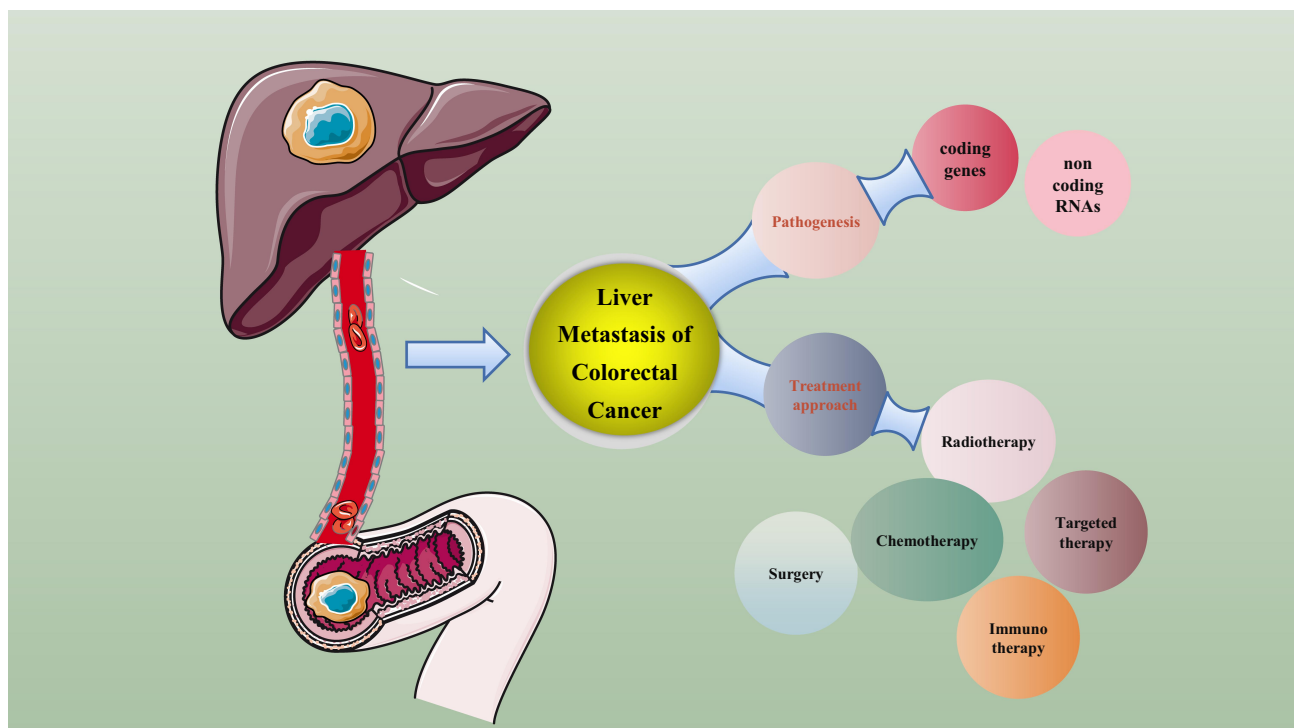 Liver
Metastasis of
Colorectal
Cancer
Pathogenesis
coding
genes
non
coding
RNAs
Treatment
approach
Radiotherapy
Chemotherapy
Targeted
therapy
Surgery
Immuno
therapy